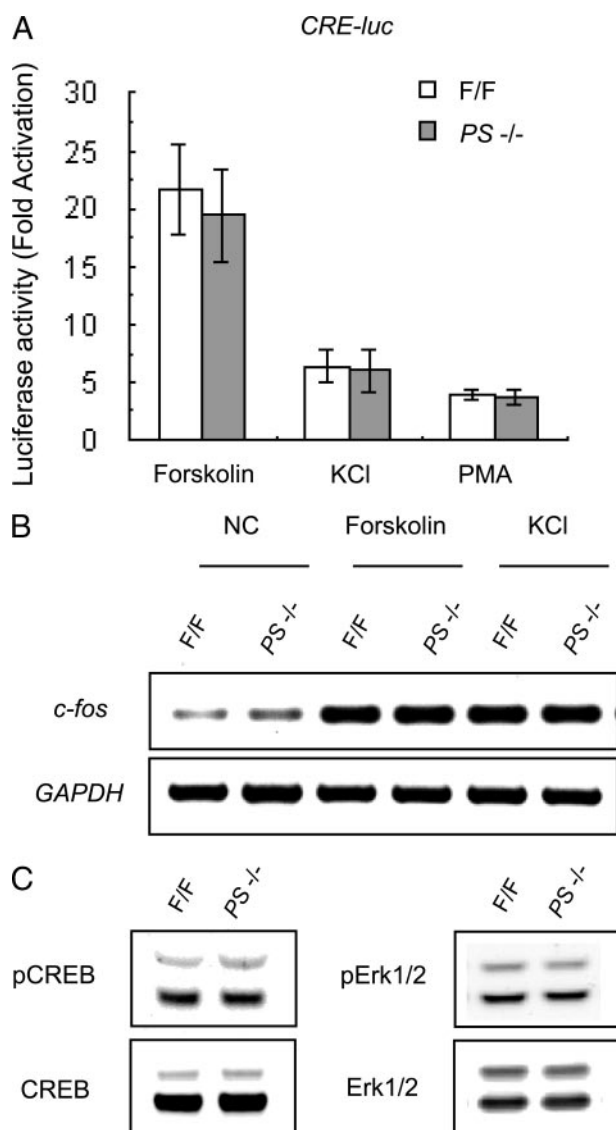 A
CRE-luc
F/F
PS -/-
Luciferase activity (Fold Activation)
30
25
20
15
10
5
0
Forskolin KCl PMA
B
NC Forskolin KCl
F/F PS -/- F/F PS -/- F/F PS -/-
c-fos
GAPDH
C
F/F PS -/- F/F PS -/-
pCREB pErk1/2
CREB Erk1/2